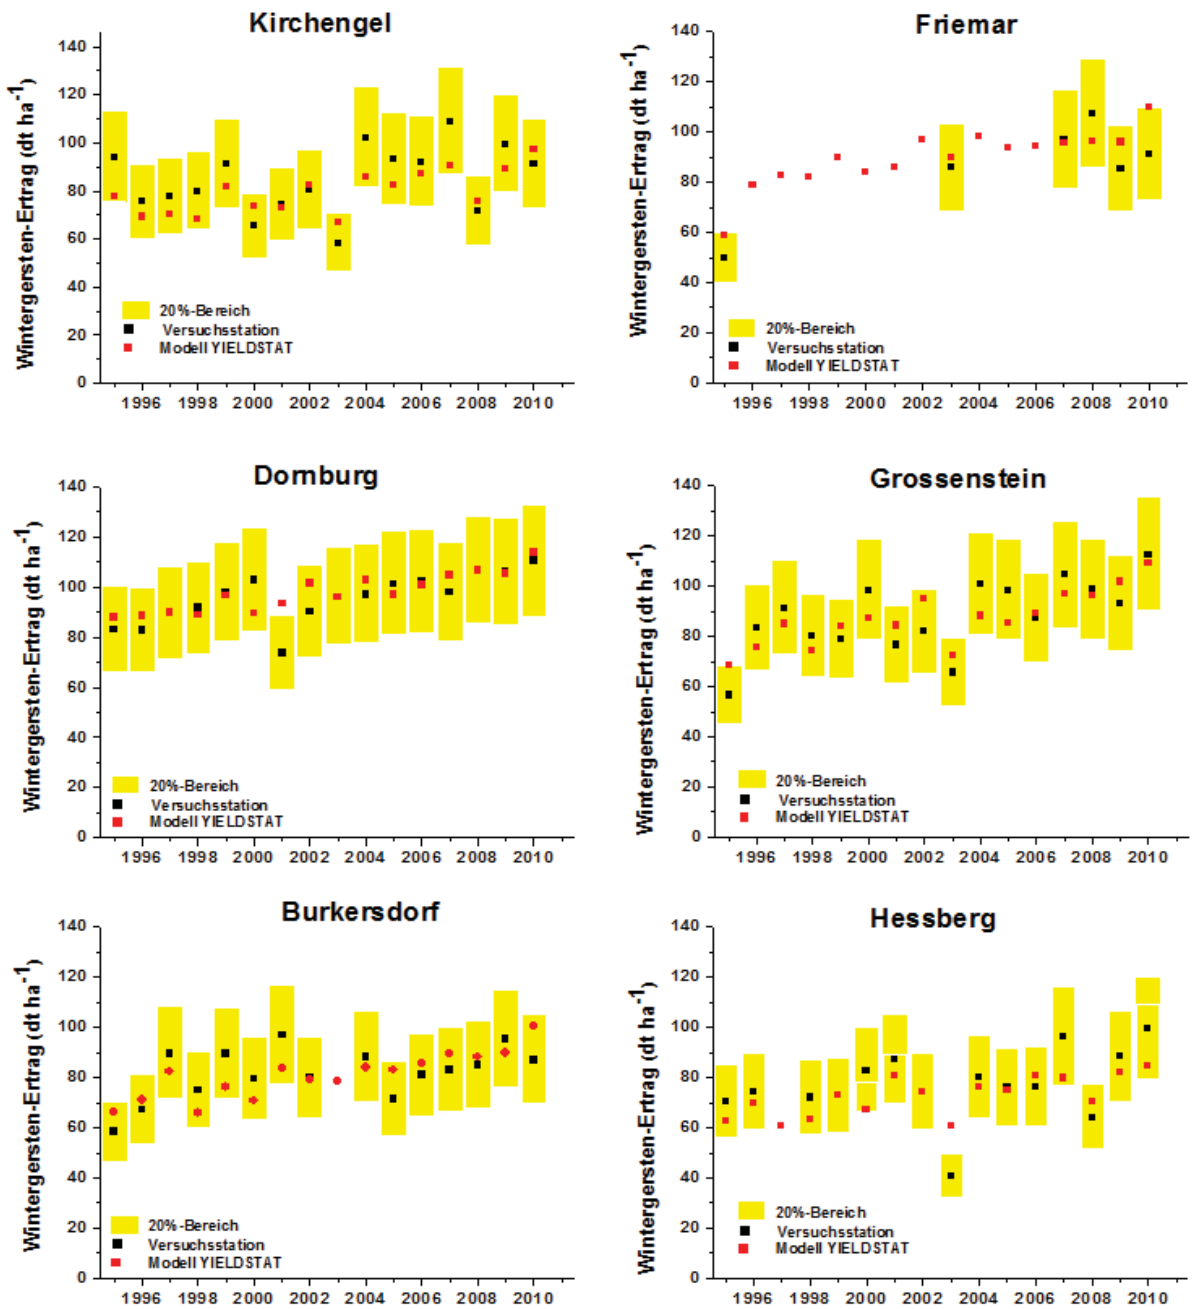 Kirchengel
Wintergersten-Ertrag (dt ha-1)
140
120
100
80
60
40
20
0
20%-Bereich
Versuchsstation
Modell YIELDSTAT
1996 1998 2000 2002 2004 2006 2008 2010
Friemar
Wintergersten-Ertrag (dt ha-1)
140
120
100
80
60
40
20
0
20%-Bereich
Versuchsstation
Modell YIELDSTAT
1996 1998 2000 2002 2004 2006 2008 2010
Dornburg
Wintergersten-Ertrag (dt ha-1)
140
120
100
80
60
40
20
0
20%-Bereich
Versuchsstation
Modell YIELDSTAT
1996 1998 2000 2002 2004 2006 2008 2010
Grossenstein
Wintergersten-Ertrag (dt ha-1)
140
120
100
80
60
40
20
0
20%-Bereich
Versuchsstation
Modell YIELDSTAT
1996 1998 2000 2002 2004 2006 2008 2010
Burkersdorf
Wintergersten-Ertrag (dt ha-1)
140
120
100
80
60
40
20
0
20%-Bereich
Versuchsstation
Modell YIELDSTAT
1996 1998 2000 2002 2004 2006 2008 2010
Hessberg
Wintergersten-Ertrag (dt ha-1)
140
120
100
80
60
40
20
0
20%-Bereich
Versuchsstation
Modell YIELDSTAT
1996 1998 2000 2002 2004 2006 2008 2010